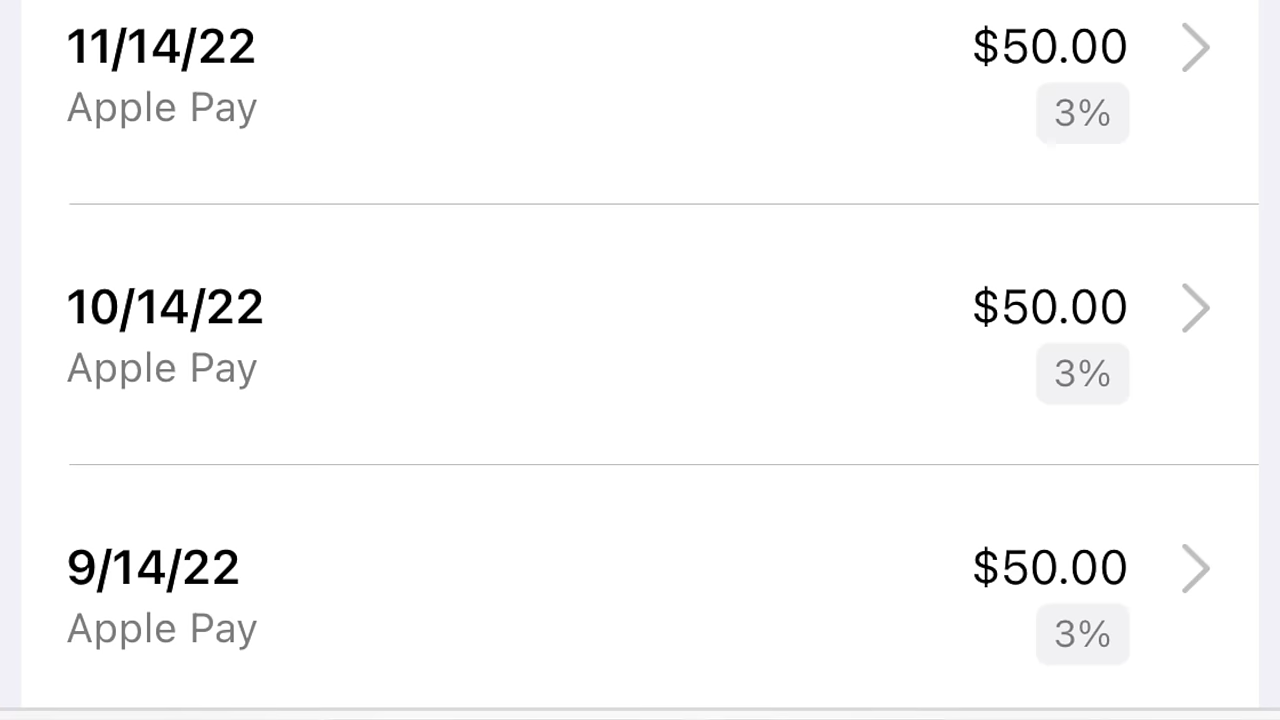 11/14/22 $50.00
Apple Pay 3%
10/14/22 $50.00
Apple Pay 3%
9/14/22 $50.00
Apple Pay 3%